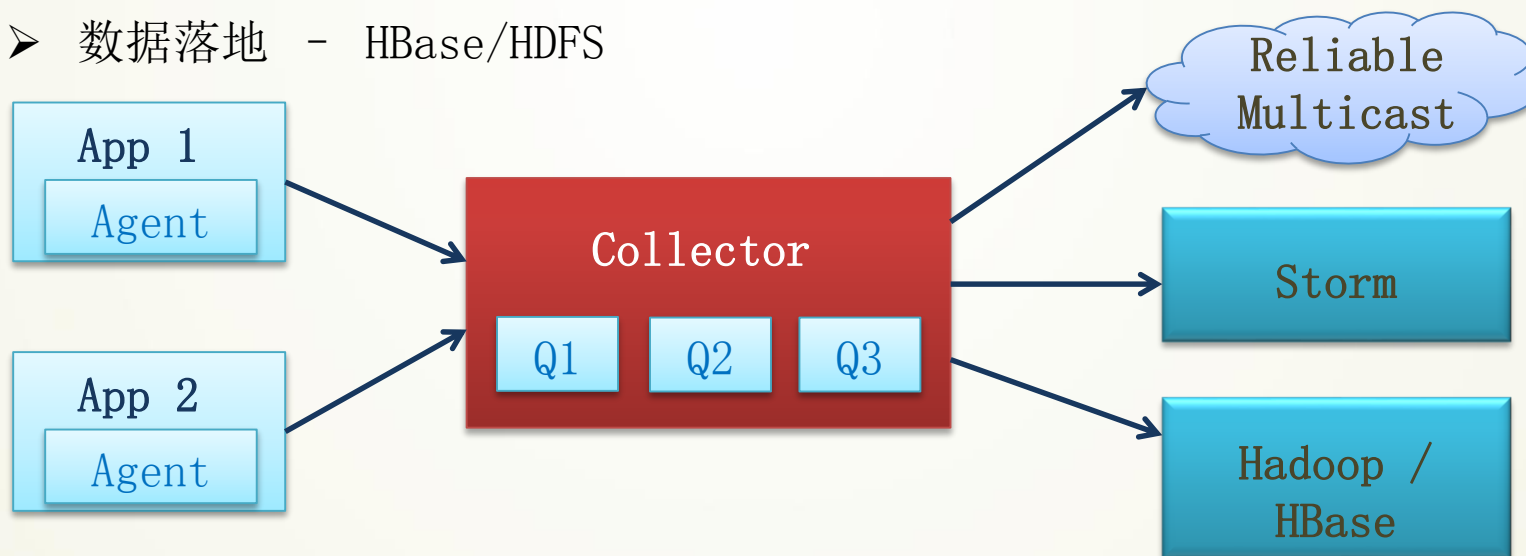 ➢ 数据落地 – HBase/HDFS
Reliable
Multicast
App 1
Agent
Collector
Q1 Q2 Q3
Storm
App 2
Agent
Hadoop /
HBase